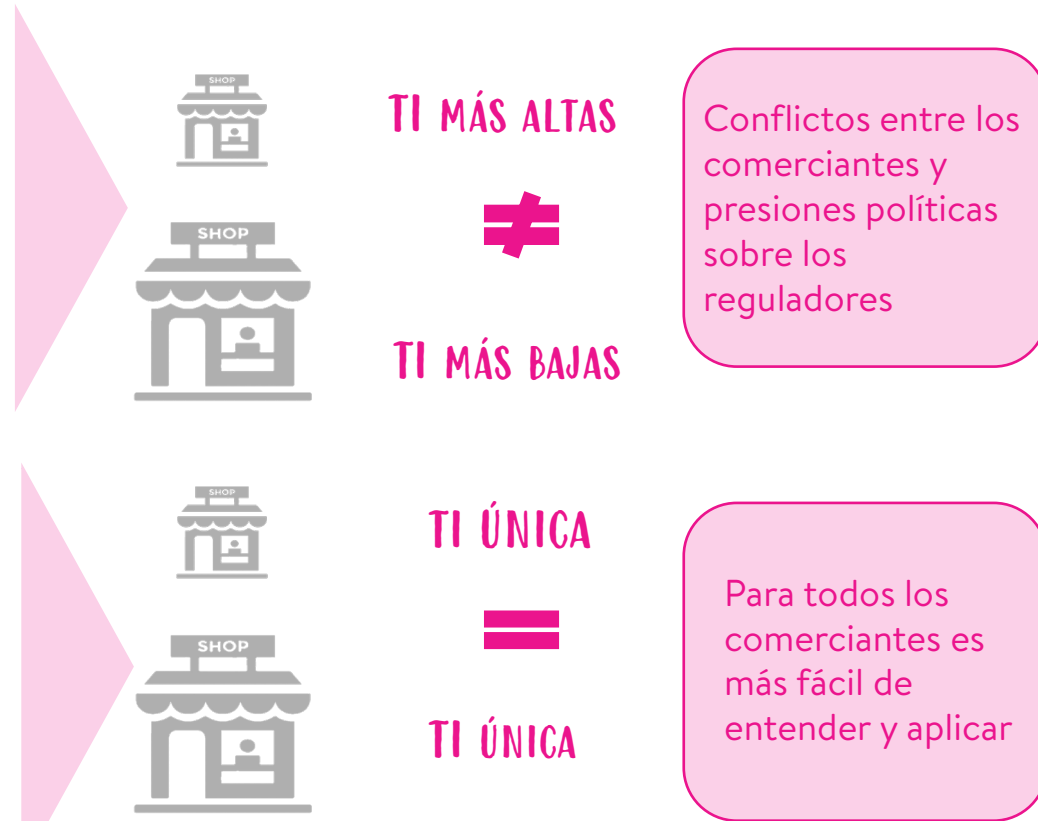 SHOP
TI MÁS ALTAS
SHOP
TI MÁS BAJAS
Conflictos entre los
comerciantes y
presiones políticas
sobre los
reguladores
SHOP
TI ÚNICA
SHOP
TI ÚNICA
Para todos los
comerciantes es
más fácil de
entender y aplicar